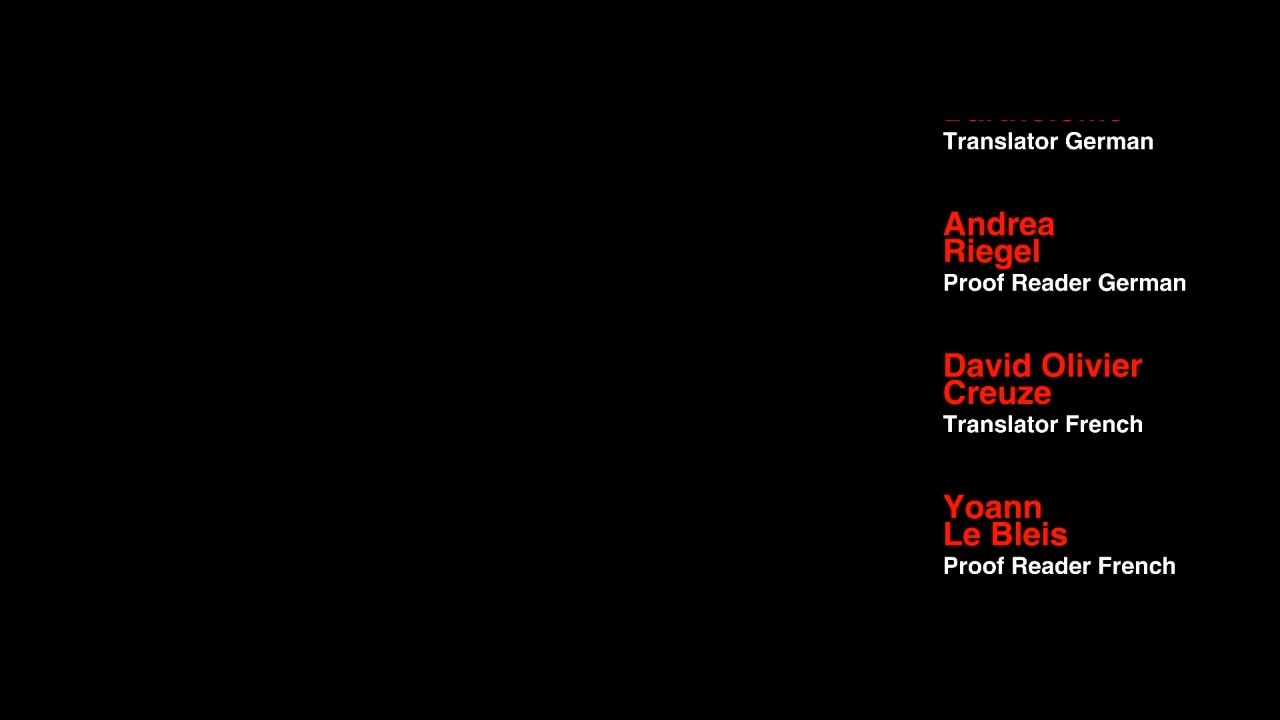 Translator German
Andrea
Riegel
Proof Reader German
David Olivier
Creuze
Translator French
Yoann
Le Bleis
Proof Reader French